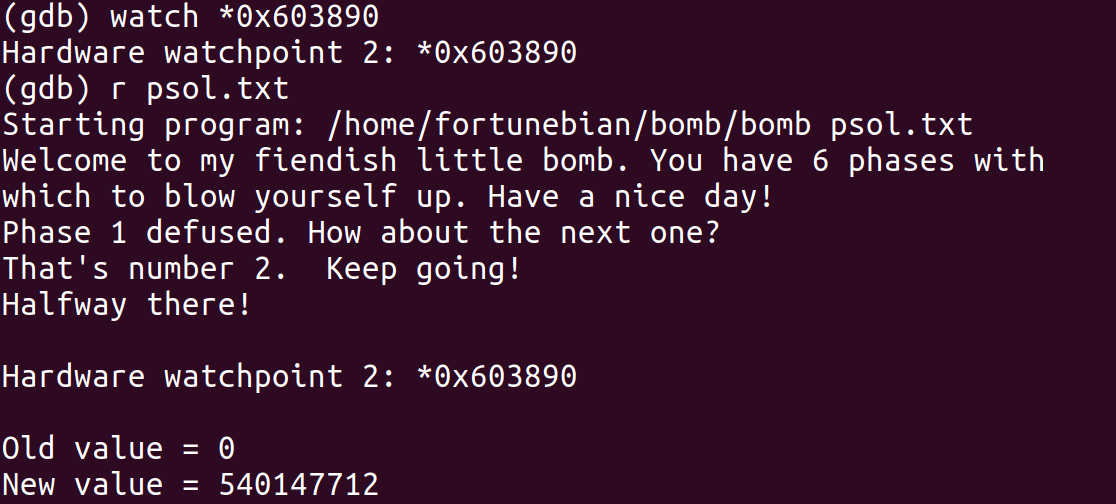 (gdb) watch *0x603890
Hardware watchpoint 2: *0x603890
(gdb) r psol.txt
Starting program: /home/fortunebian/bomb/bomb psol.txt
Welcome to my fiendish little bomb. You have 6 phases with
which to blow yourself up. Have a nice day!
Phase 1 defused. How about the next one?
That's number 2.  Keep going!
Halfway there!
Hardware watchpoint 2: *0x603890
Old value = 0
New value = 540147712